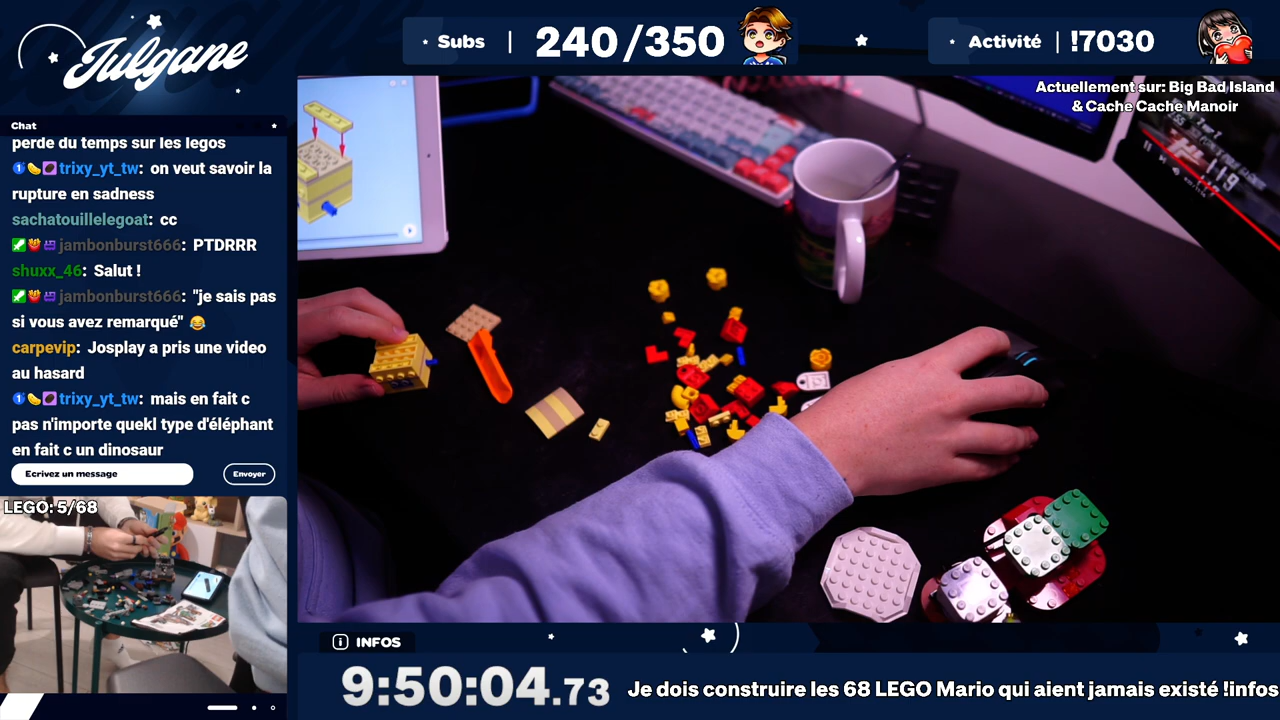 Julgane
Subs | 240/350
Activité | !7030
Actuellement sur: Big Bad Island
& Cache Cache Manoir
Chat
perde du temps sur les legos
trixy_yt_tw: on veut savoir la
rupture en sadness
sachatouillelegoat: cc
jambonburst666: PTDRRR
shuxx_46: Salut !
jambonburst666: "je sais pas
si vous avez remarqué" 😂
carpevip: Josplay a pris une video
au hasard
trixy_yt_tw: mais en fait c
pas n'importe quekl type d'éléphant
en fait c un dinosaur
Ecrivez un message
Envoyer
LEGO: 5/68
INFOS
9:50:04.73
Je dois construire les 68 LEGO Mario qui aient jamais existé !infos